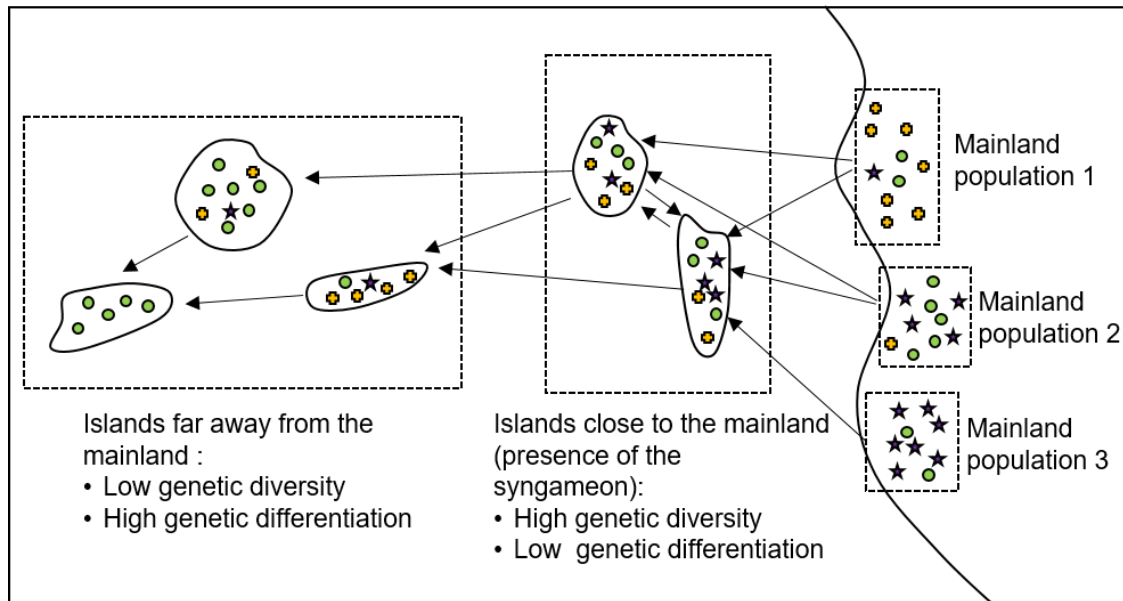 Mainland
population 1
Mainland
population 2
Mainland
population 3
Islands far away from the
mainland :
• Low genetic diversity
• High genetic differentiation
Islands close to the mainland
(presence of the
syngameon):
• High genetic diversity
• Low  genetic differentiation